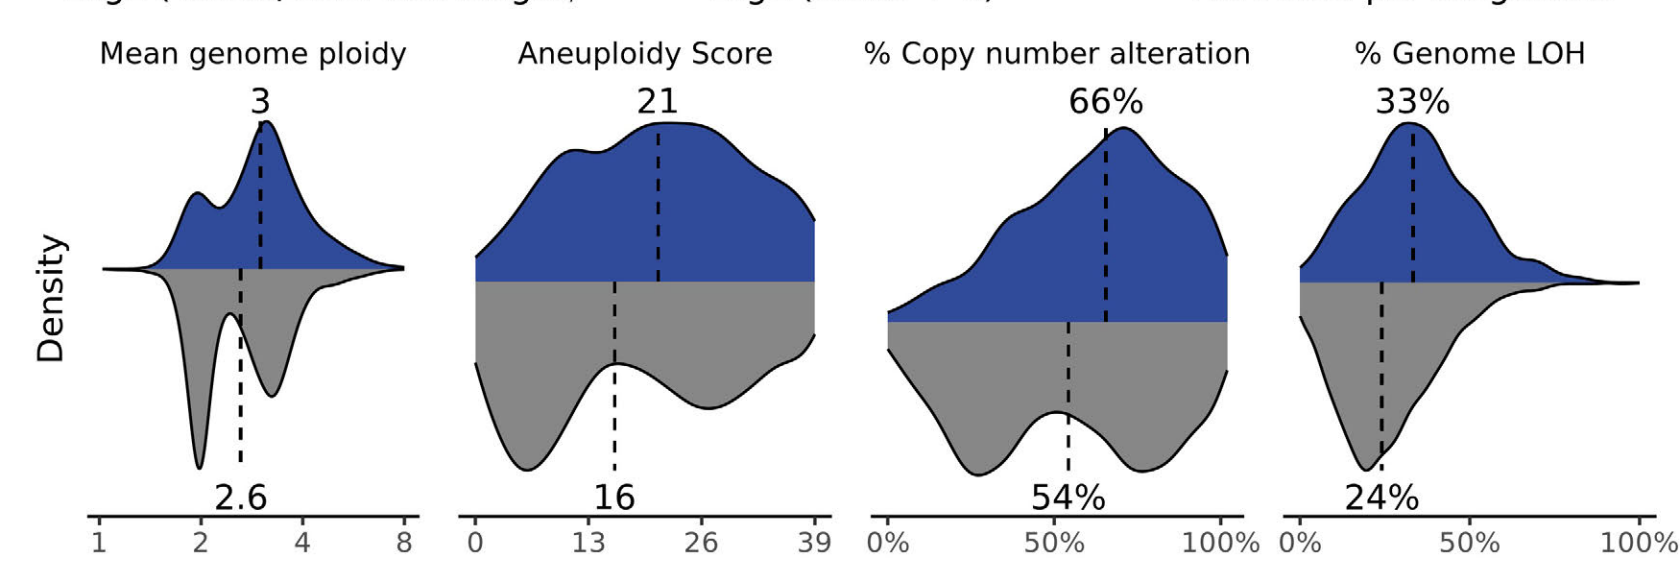 Mean genome ploidy Aneuploidy Score % Copy number alteration % Genome LOH
3 21 66% 33%
Density
2.6 16 54% 24%
1 2 4 8 0 13 26 39 0% 50% 100% 0% 50% 100%